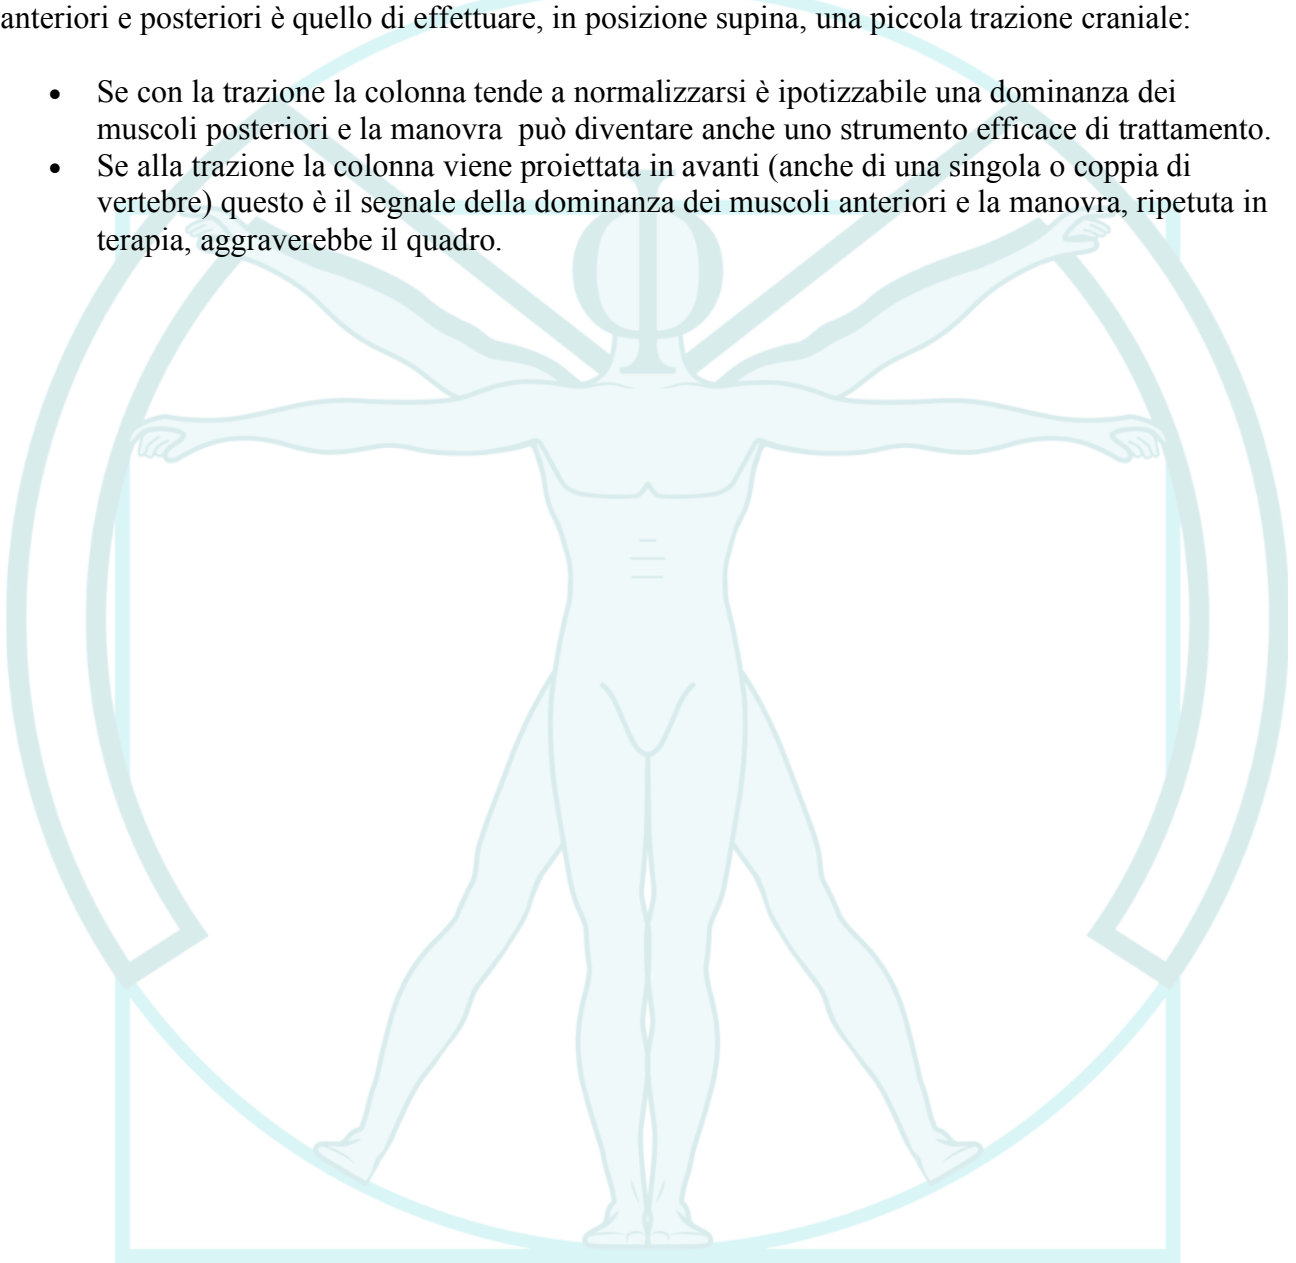 anteriori e posteriori è quello di effettuare, in posizione supina, una piccola trazione craniale:
• Se con la trazione la colonna tende a normalizzarsi è ipotizzabile una dominanza dei
muscoli posteriori e la manovra  può diventare anche uno strumento efficace di trattamento.
• Se alla trazione la colonna viene proiettata in avanti (anche di una singola o coppia di
vertebre) questo è il segnale della dominanza dei muscoli anteriori e la manovra, ripetuta in
terapia, aggraverebbe il quadro.
Φ